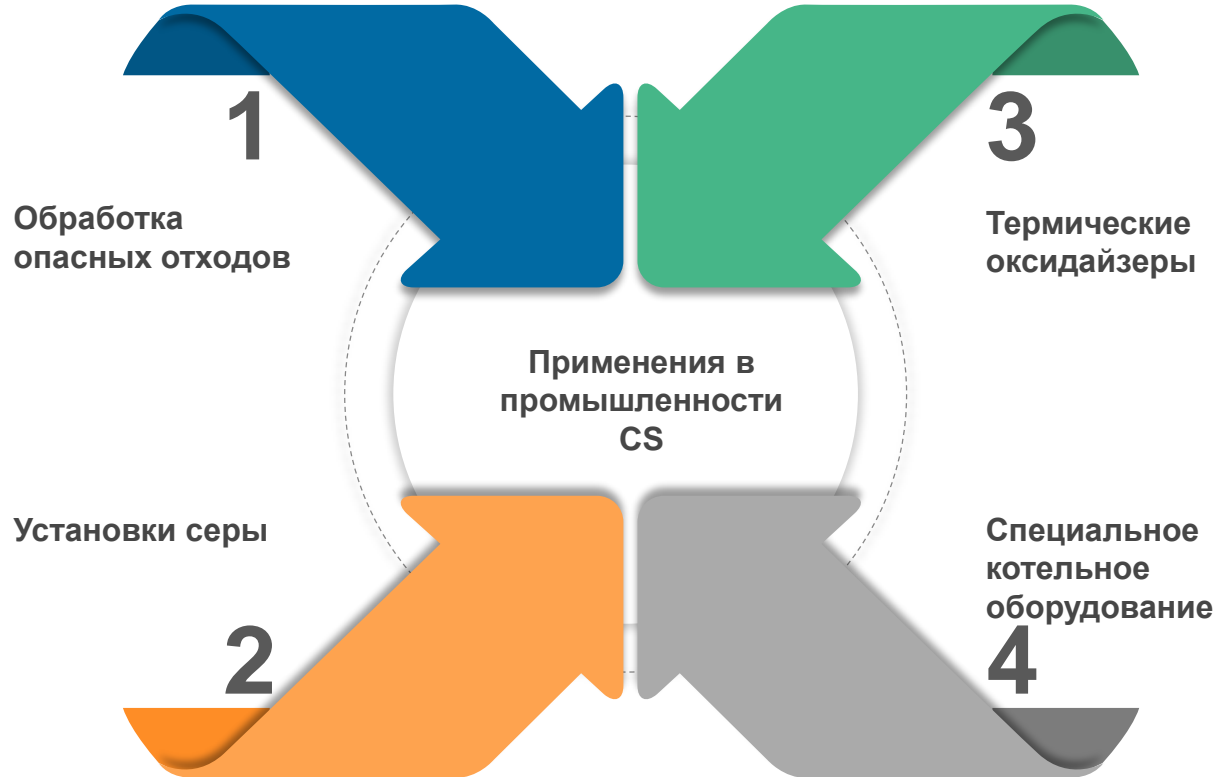 1
Обработка
опасных отходов
3
Термические
оксидайзеры
Применения в
промышленности
CS
Установки серы
2
Специальное
котельное
оборудование
4